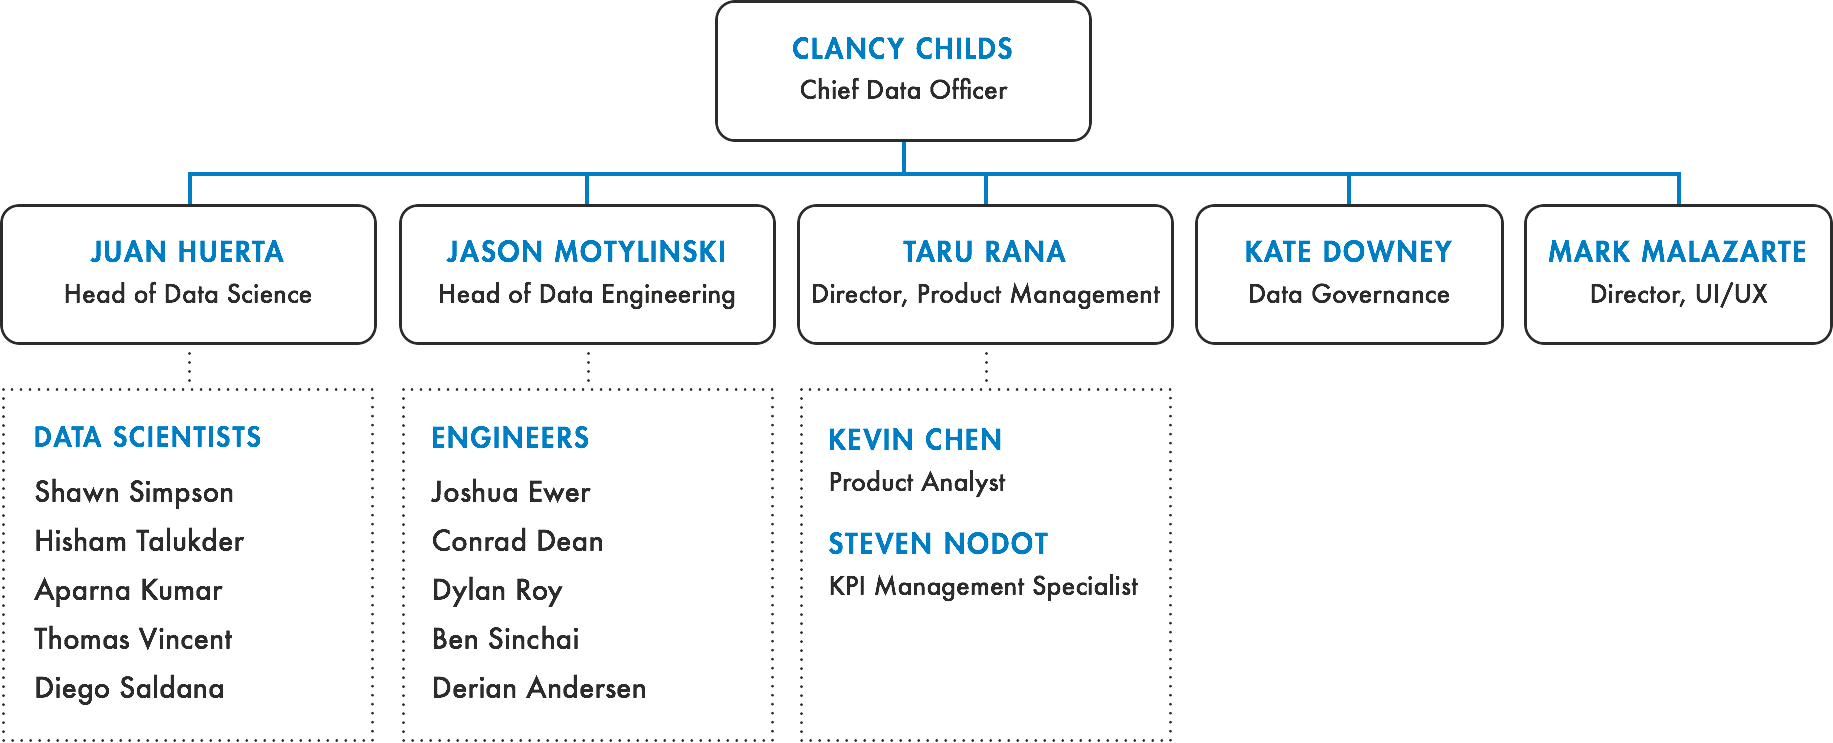 CLANCY CHILDS
Chief Data Officer
JUAN HUERTA
Head of Data Science
JASON MOTYLINSKI
Head of Data Engineering
TARU RANA
Director, Product Management
KATE DOWNEY
Data Governance
MARK MALAZARTE
Director, UI/UX
DATA SCIENTISTS
Shawn Simpson
Hisham Talukder
Aparna Kumar
Thomas Vincent
Diego Saldana
ENGINEERS
Joshua Ewer
Conrad Dean
Dylan Roy
Ben Sinchai
Derian Andersen
KEVIN CHEN
Product Analyst
STEVEN NODOT
KPI Management Specialist